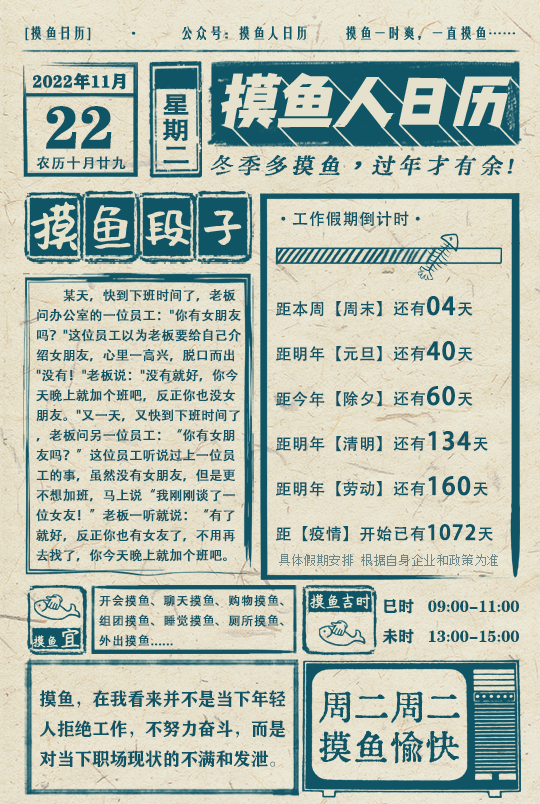 [摸鱼日历] · 公众号：摸鱼人日历 摸鱼一时爽，一直摸鱼……
2022年11月
22
农历十月廿九
星期二
摸鱼人日历
冬季多摸鱼，过年才有余!
摸鱼段子
某天，快到下班时间了，老板
问办公室的一位员工："你有女朋友
吗？"这位员工以为老板要给自己介
绍女朋友，心里一高兴，脱口而出
"没有！"老板说："没有就好，你今
天晚上就加个班吧，反正你也没女
朋友。"又一天，又快到下班时间了
，老板问另一位员工：“你有女朋
友吗？”这位员工听说过上一位员
工的事，虽然没有女朋友，但是更
不想加班，马上说“我刚刚谈了一
位女友！”老板一听就说：“有了
就好，反正你也有女友了，不用再
去找了，你今天晚上就加个班吧。
·工作假期倒计时·
距本周【周末】还有04天
距明年【元旦】还有40天
距今年【除夕】还有60天
距明年【清明】还有134天
距明年【劳动】还有160天
距【疫情】开始已有1072天
具体假期安排 根据自身企业和政策为准
摸鱼宜
开会摸鱼、聊天摸鱼、购物摸鱼、
组团摸鱼、睡觉摸鱼、厕所摸鱼、
外出摸鱼……
摸鱼吉时
巳时 09:00-11:00
未时 13:00-15:00
摸鱼，在我看来并不是当下年轻
人拒绝工作，不努力奋斗，而是
对当下职场现状的不满和发泄。
周二周二
摸鱼愉快